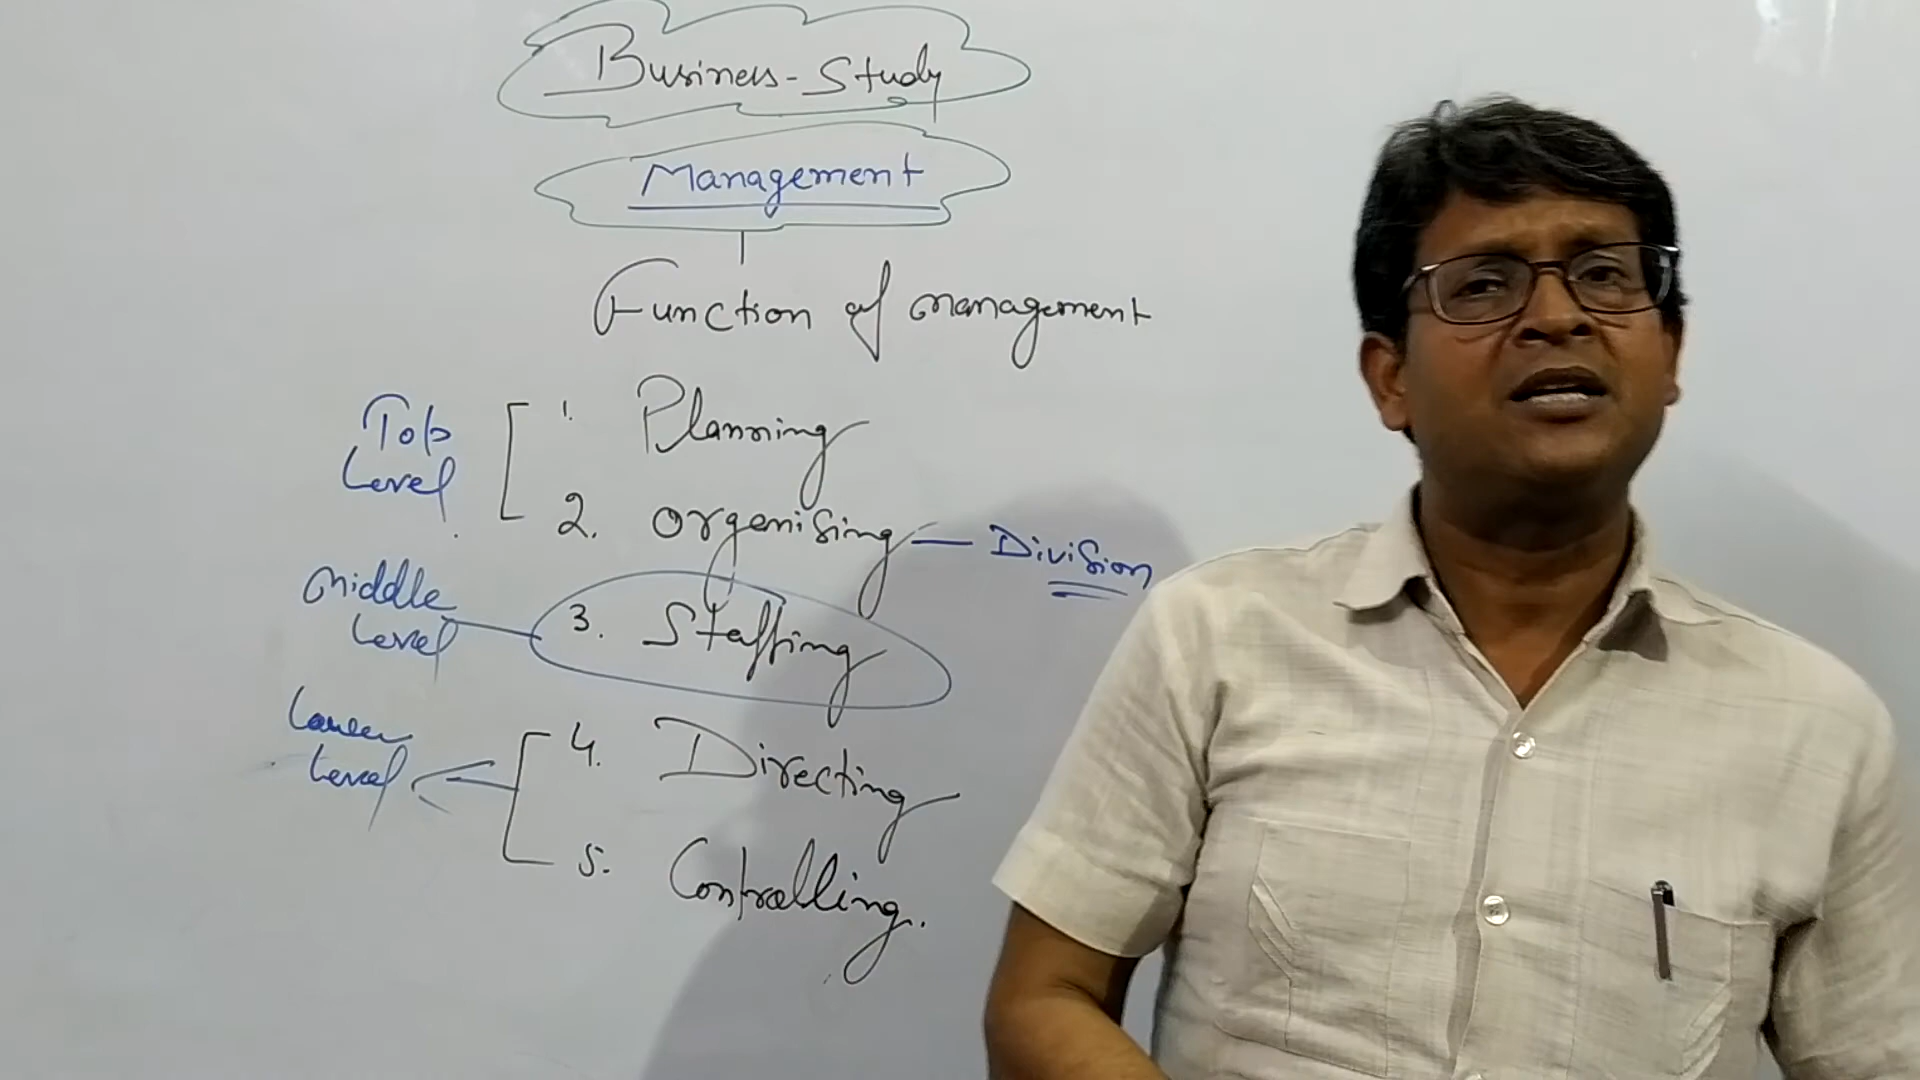 Business-Study
Management
Function of management
Top Level
1. Planning
2. Organising — Division
Middle Level
3. Staffing
Lower Level
4. Directing
5. Controlling.